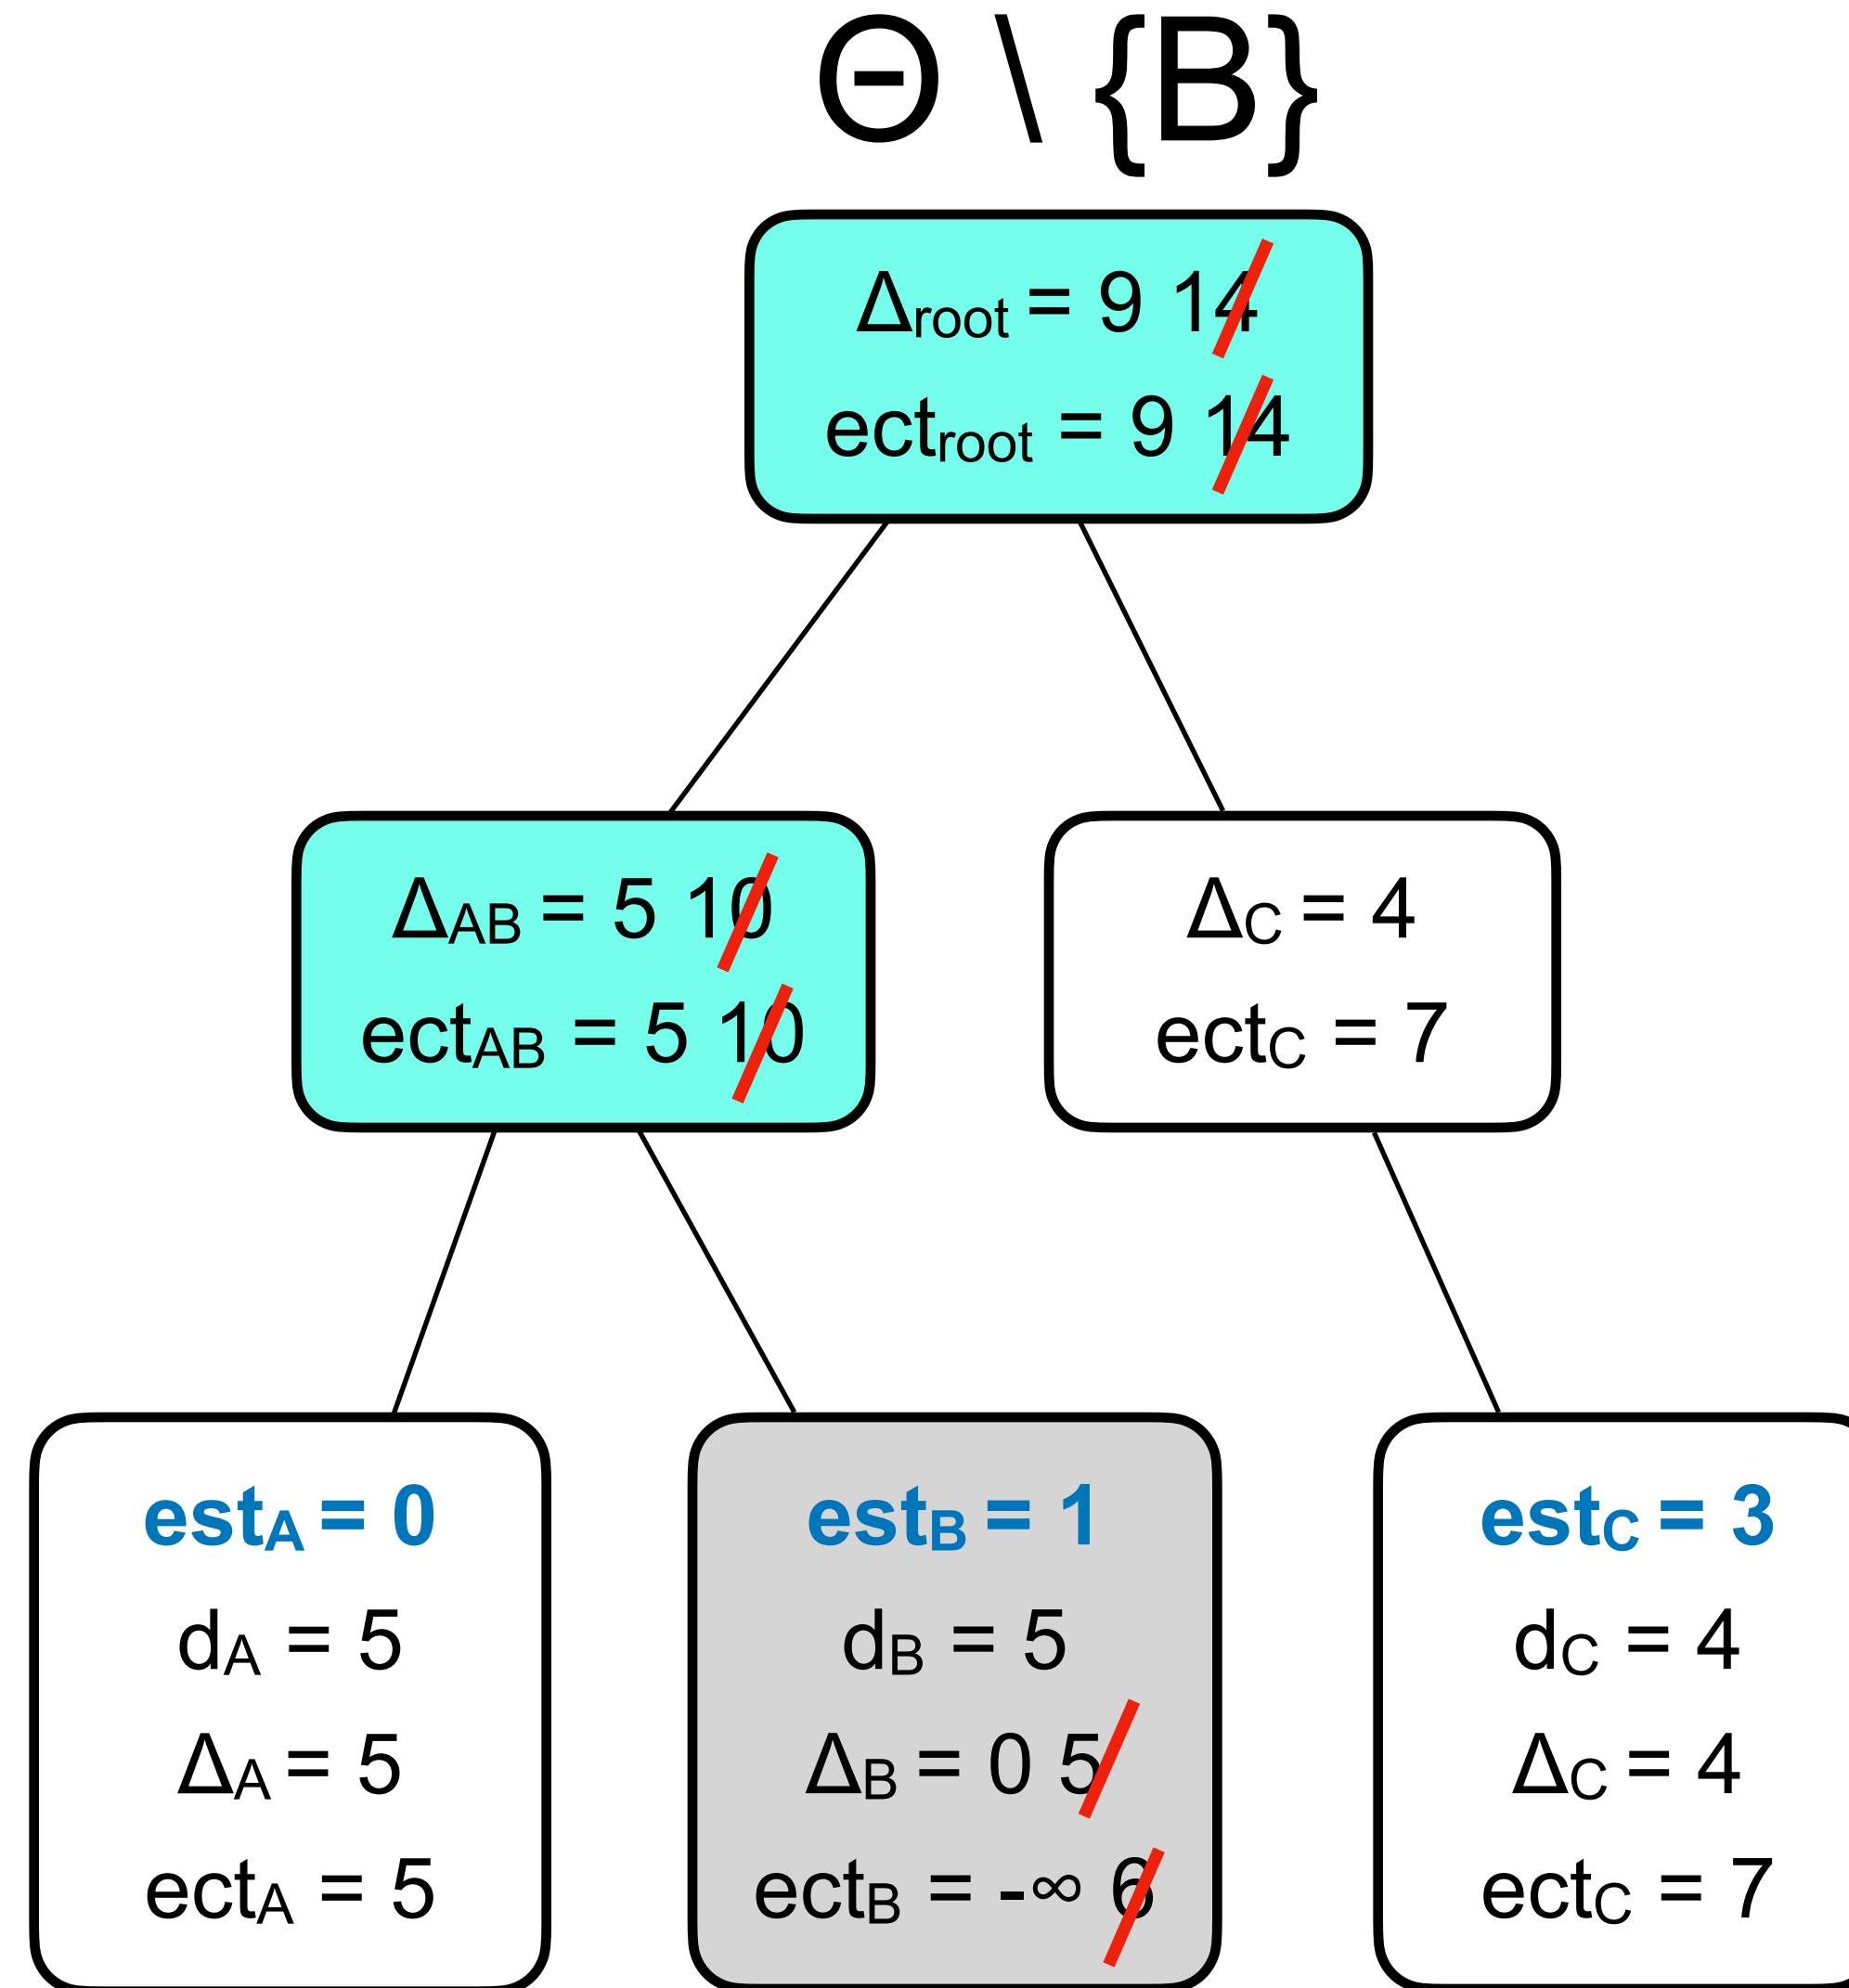 Θ \ {B}
Δroot = 9 14
ectroot = 9 14
ΔAB = 5 10
ectAB = 5 10
ΔC = 4
ectC = 7
estA = 0
dA = 5
ΔA = 5
ectA = 5
estB = 1
dB = 5
ΔB = 0 5
ectB = -∞ 6
estC = 3
dC = 4
ΔC = 4
ectC = 7